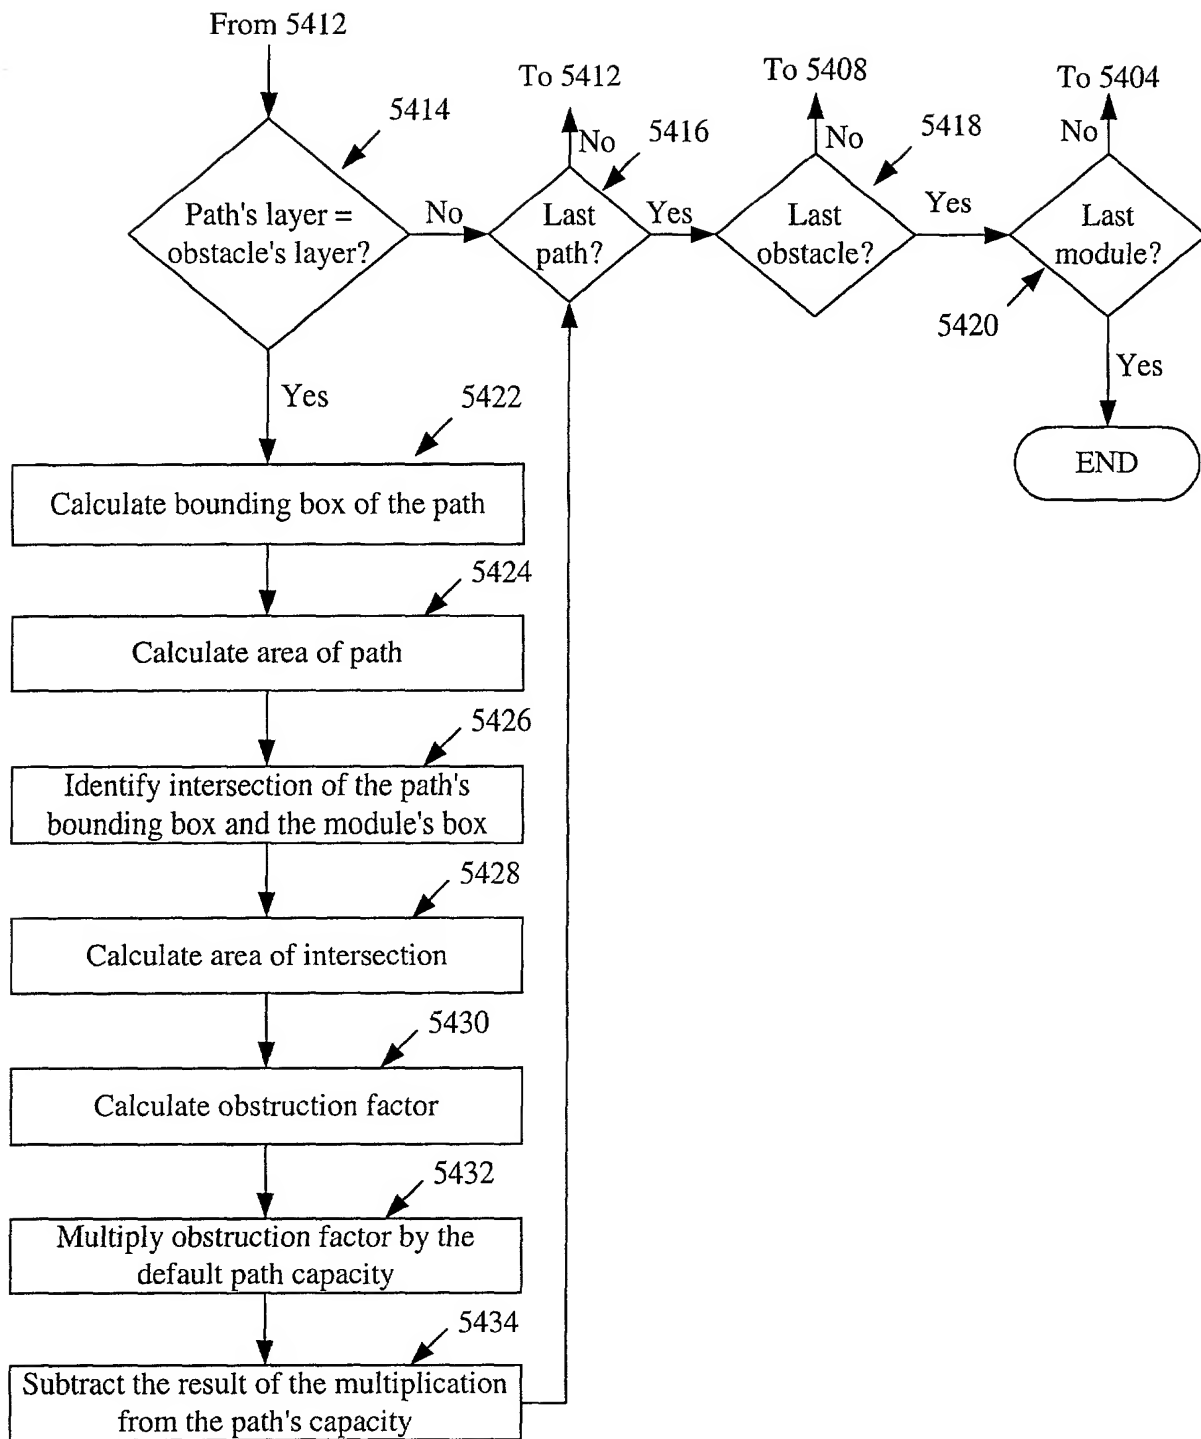 From 5412
To 5412
To 5408
To 5404
5414
No
5416
No
5418
No
Path's layer =
obstacle's layer?
No
Last
path?
Yes
Last
obstacle?
Yes
Last
module?
5420
Yes
Yes
END
5422
Calculate bounding box of the path
5424
Calculate area of path
5426
Identify intersection of the path's
bounding box and the module's box
5428
Calculate area of intersection
5430
Calculate obstruction factor
5432
Multiply obstruction factor by the
default path capacity
5434
Subtract the result of the multiplication
from the path's capacity